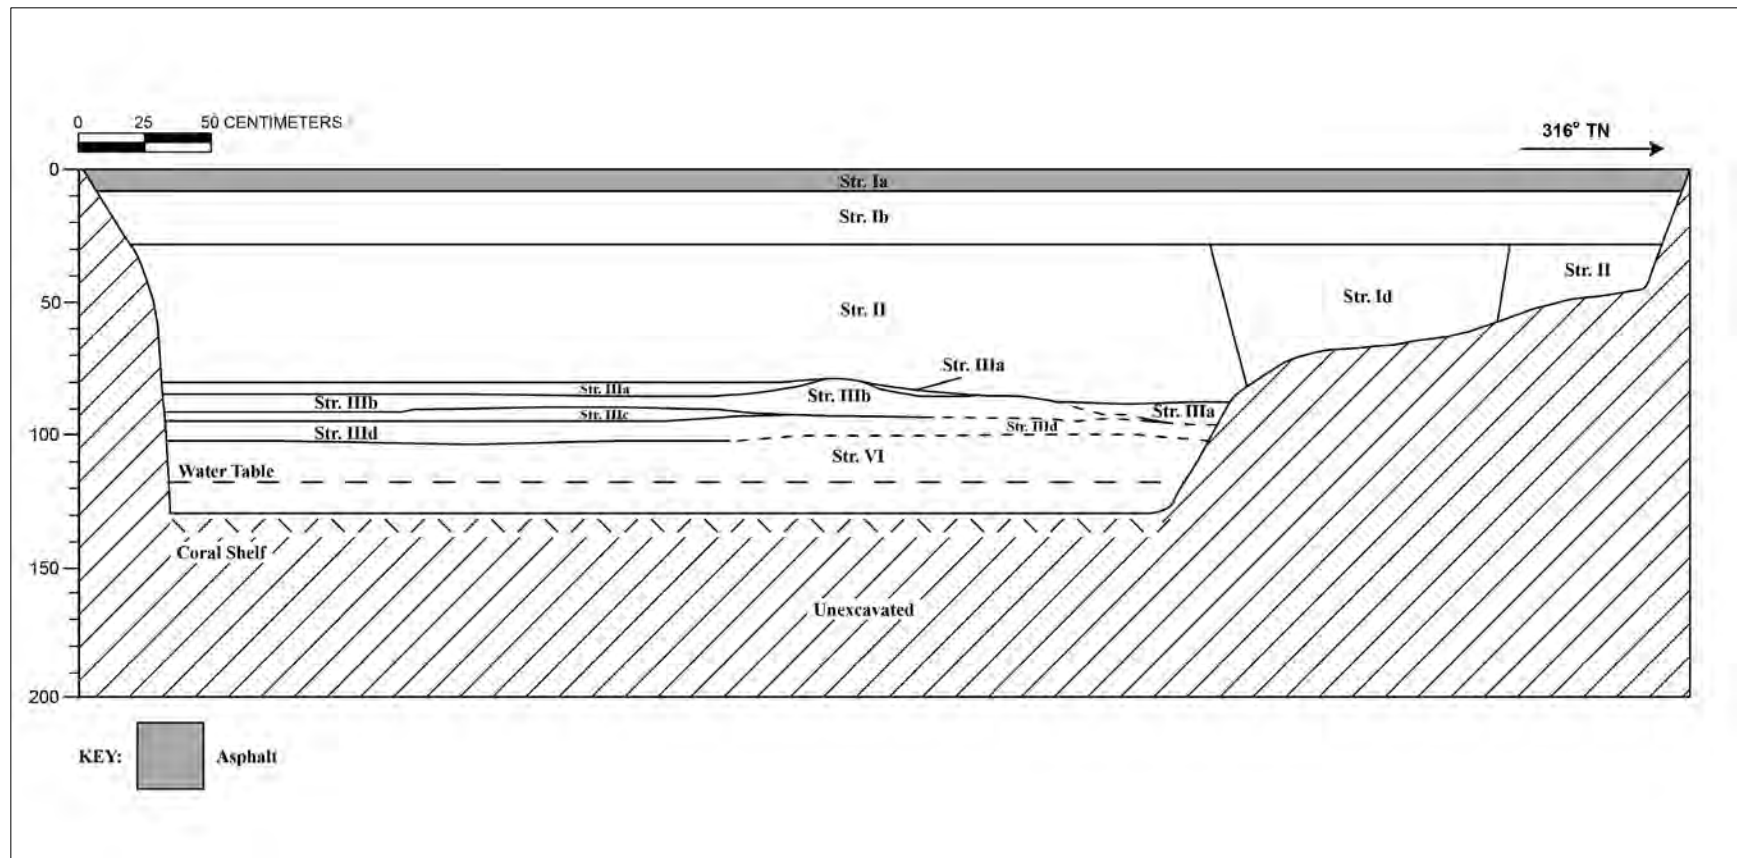 0 25 50 CENTIMETERS
316° TN
0
Str. Ia
Str. Ib
Str. II
Str. Id
50
Str. II
Str. IIIa
Str. IIIa
Str. IIIb
Str. IIIb
Str. IIIa
Str. IIIc
Str. IIId
100
Str. IIId
Str. VI
Water Table
Coral Shelf
150
Unexcavated
200
KEY: Asphalt